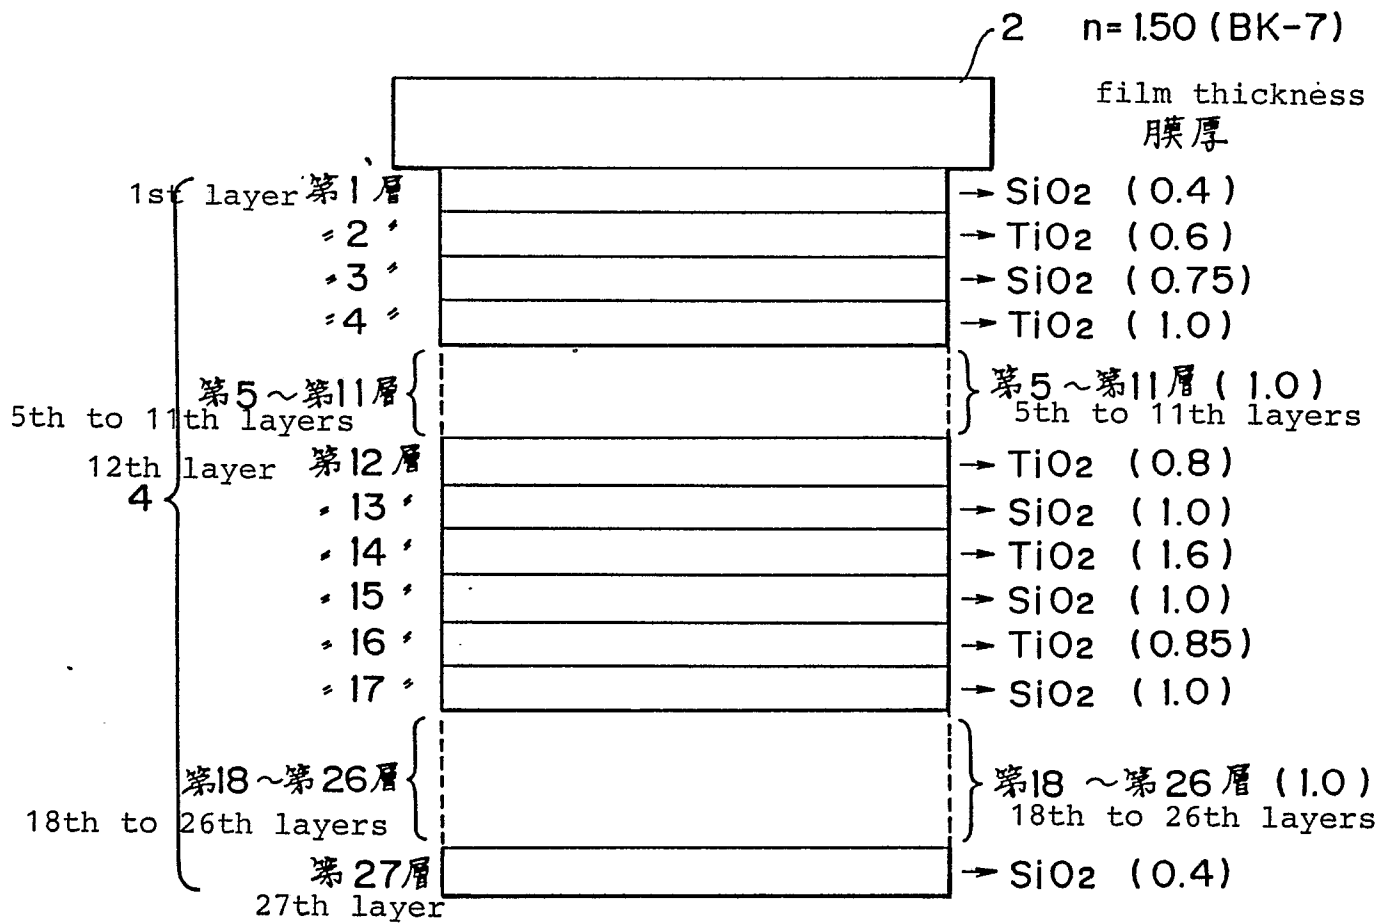 2 n=1.50 (BK-7)
film thickness
膜厚
1st layer 第1層 → SiO2 (0.4)
〃2〃 → TiO2 (0.6)
〃3〃 → SiO2 (0.75)
〃4〃 → TiO2 (1.0)
第5~第11層 第5~第11層 (1.0)
5th to 11th layers 5th to 11th layers
12th layer 第12層 → TiO2 (0.8)
4
〃13〃 → SiO2 (1.0)
〃14〃 → TiO2 (1.6)
〃15〃 → SiO2 (1.0)
〃16〃 → TiO2 (0.85)
〃17〃 → SiO2 (1.0)
第18~第26層 第18~第26層 (1.0)
18th to 26th layers 18th to 26th layers
第27層 → SiO2 (0.4)
27th layer